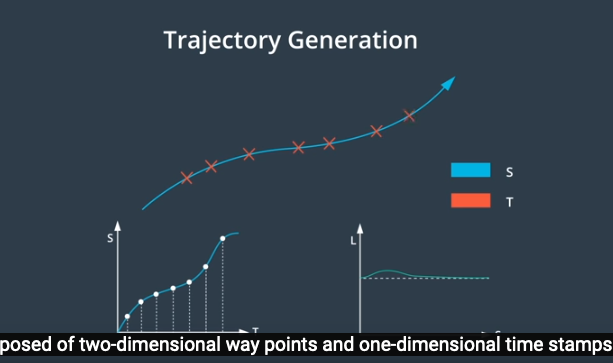 Trajectory Generation
S
T
S
L
T
posed of two-dimensional way points and one-dimensional time stamps